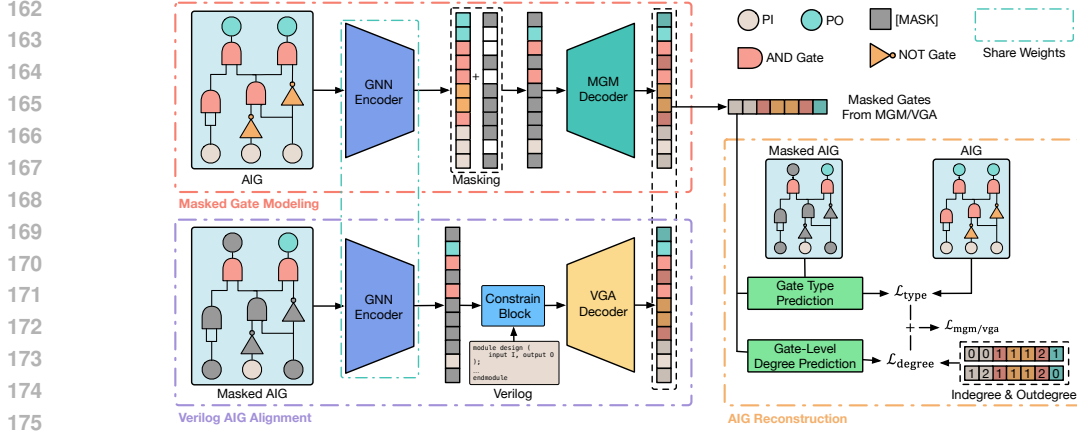 162
163
164
165
166
167
168
169
170
171
172
173
174
175
PI
PO
[MASK]
AND Gate
NOT Gate
Share Weights
AIG
GNN
Encoder
+
Masking
MGM
Decoder
Masked Gate Modeling
Masked AIG
GNN
Encoder
Constrain
Block
module design (
input I, output O
);
…
endmodule
Verilog
VGA
Decoder
Verilog AIG Alignment
Masked Gates
From MGM/VGA
Masked AIG
AIG
Gate Type
Prediction
ℒtype
+
ℒmgm/vga
Gate-Level
Degree Prediction
ℒdegree
0 0 1 1 1 2 1
1 2 1 1 1 2 0
Indegree & Outdegree
AIG Reconstruction